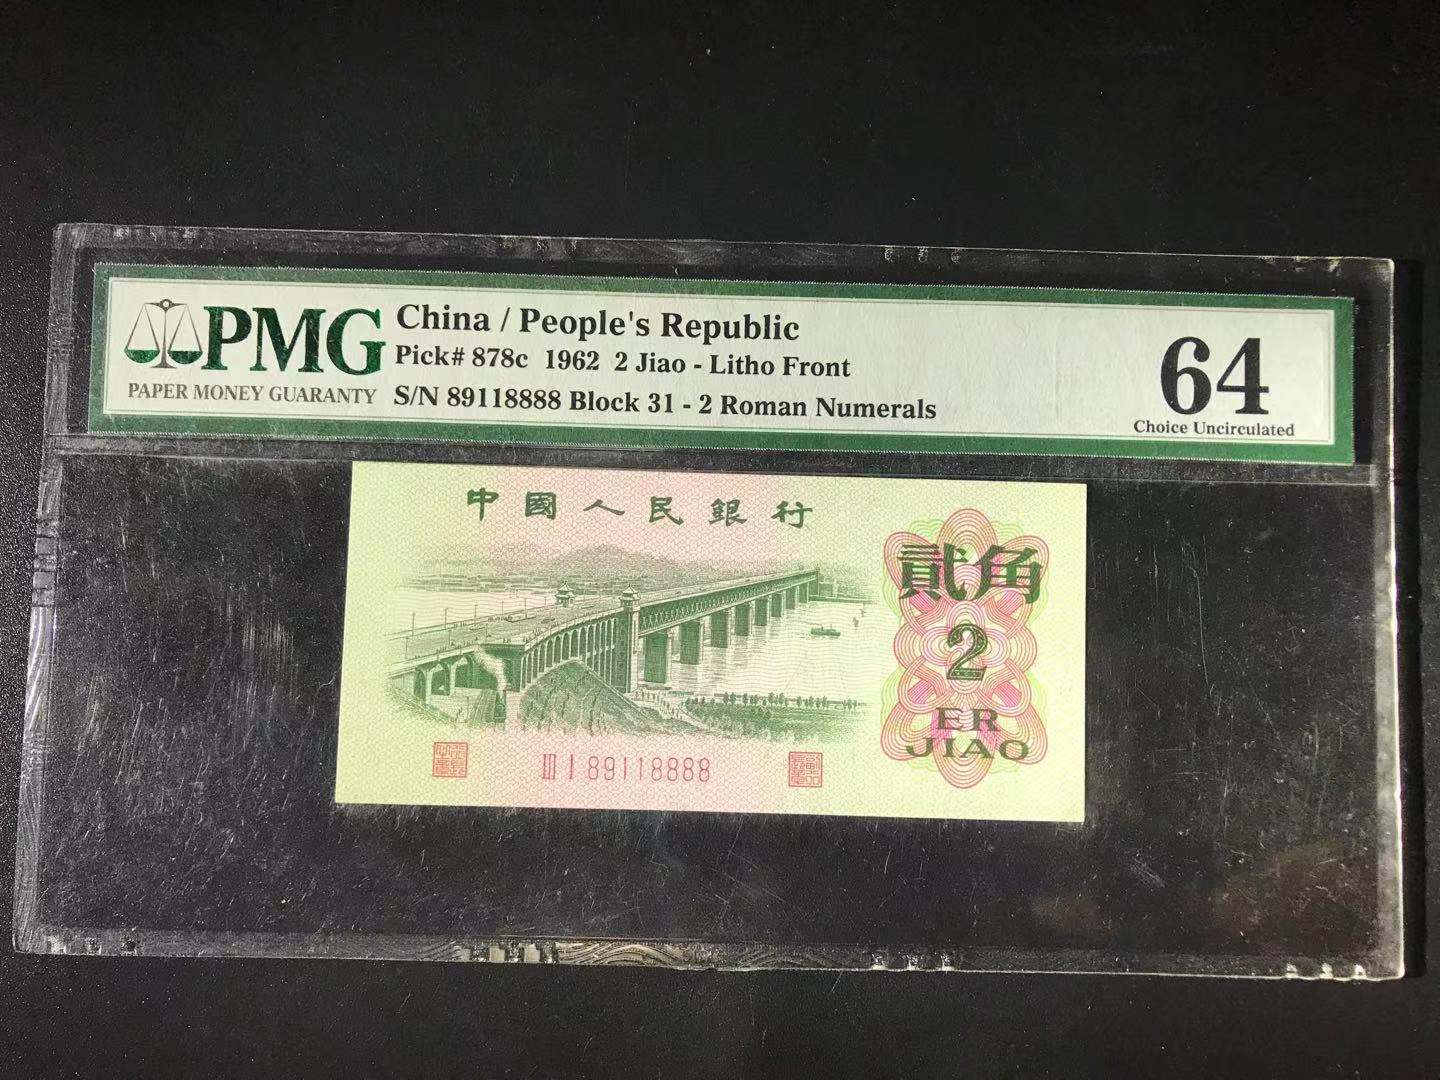 PMG
PAPER MONEY GUARANTY
China / People's Republic
Pick# 878c 1962 2 Jiao - Litho Front
S/N 89118888 Block 31 - 2 Roman Numerals
64
Choice Uncirculated
中國人民銀行
貳角
2
ER
JIAO
III I 89118888